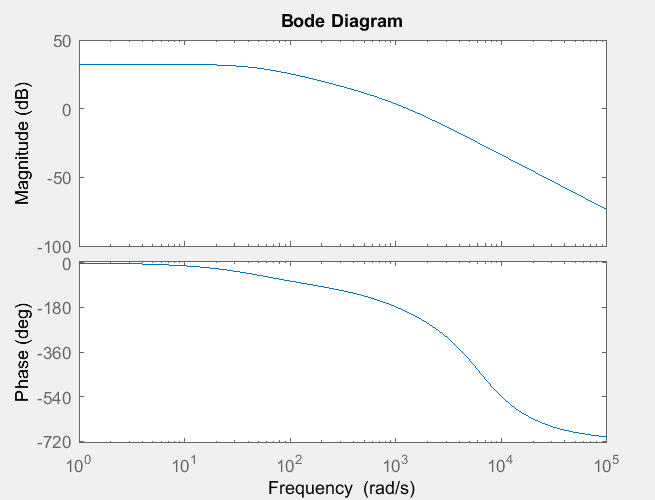 Bode Diagram
Magnitude (dB)
50
0
-50
-100
Phase (deg)
0
-180
-360
-540
-720
10^0 10^1 10^2 10^3 10^4 10^5
Frequency (rad/s)